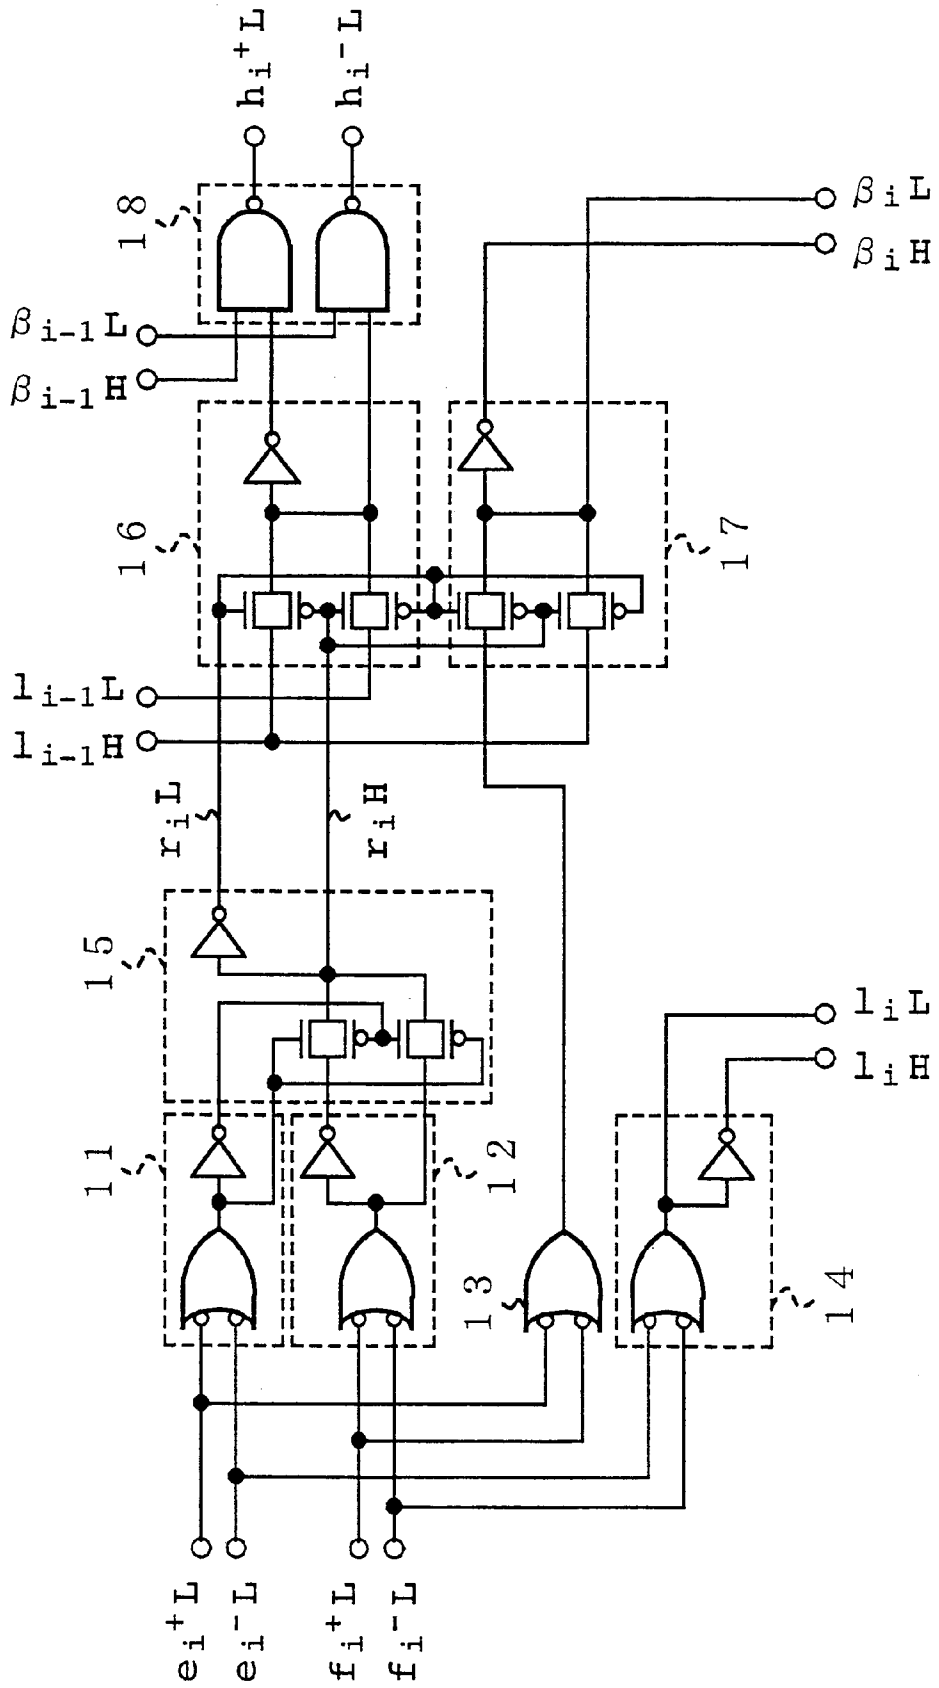 hᵢ⁺L
hᵢ⁻L
18
βᵢL
βᵢH
βᵢ₋₁L
βᵢ₋₁H
16
17
lᵢ₋₁L
lᵢ₋₁H
rᵢL
rᵢH
15
lᵢL
lᵢH
11
12
13
14
eᵢ⁺L
eᵢ⁻L
fᵢ⁺L
fᵢ⁻L